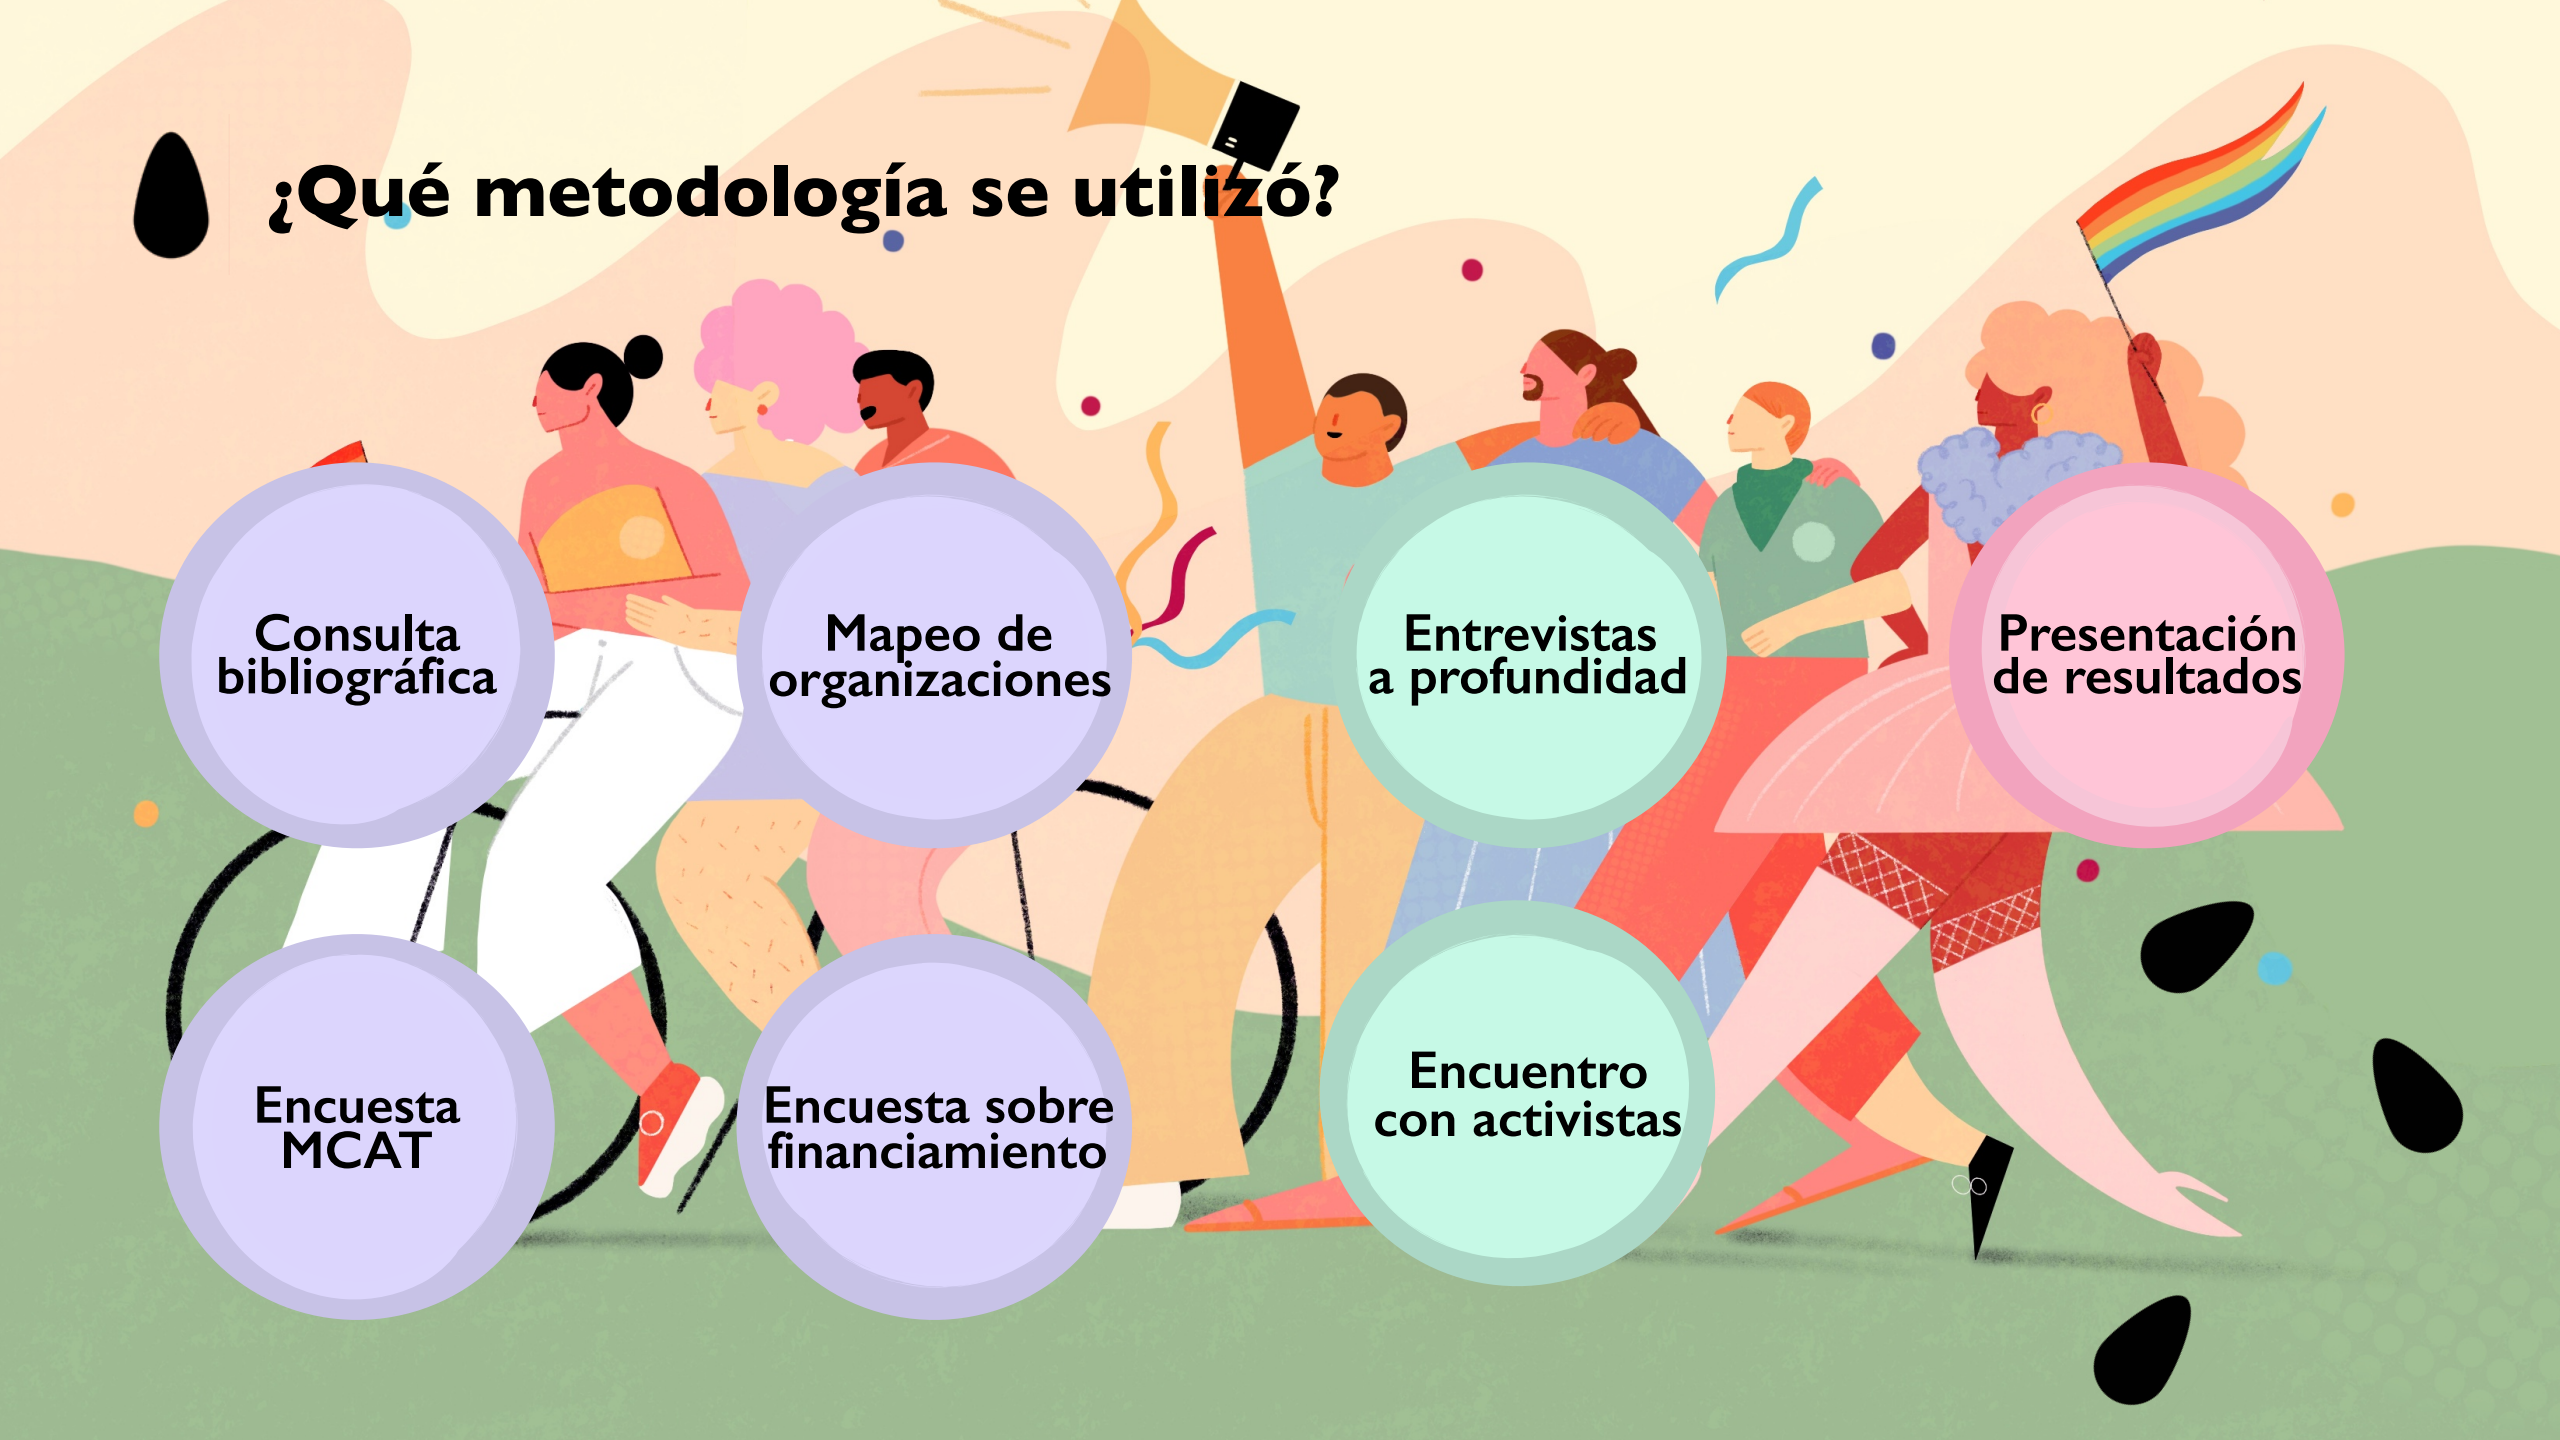 ¿Qué metodología se utilizó?
Consulta
bibliográfica
Mapeo de
organizaciones
Entrevistas
a profundidad
Presentación
de resultados
Encuesta
MCAT
Encuesta sobre
financiamiento
Encuentro
con activistas